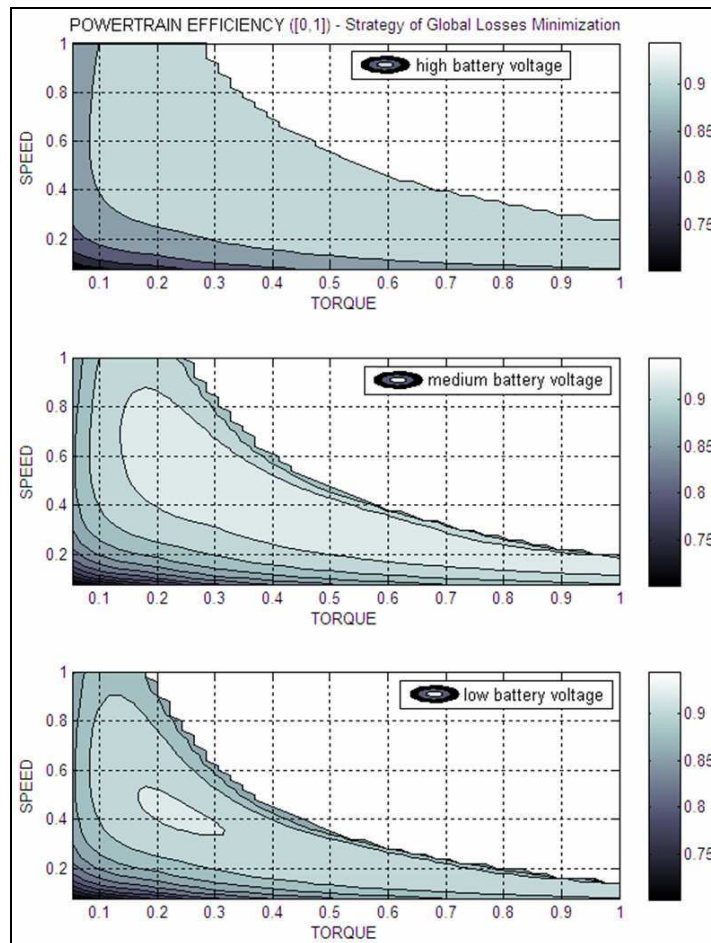 POWERTRAIN EFFICIENCY ([0,1]) - Strategy of Global Losses Minimization
high battery voltage
SPEED
1
0.8
0.6
0.4
0.2
0.1 0.2 0.3 0.4 0.5 0.6 0.7 0.8 0.9 1
TORQUE
0.9
0.85
0.8
0.75
medium battery voltage
SPEED
1
0.8
0.6
0.4
0.2
0.1 0.2 0.3 0.4 0.5 0.6 0.7 0.8 0.9 1
TORQUE
0.9
0.85
0.8
0.75
low battery voltage
SPEED
1
0.8
0.6
0.4
0.2
0.1 0.2 0.3 0.4 0.5 0.6 0.7 0.8 0.9 1
TORQUE
0.9
0.85
0.8
0.75